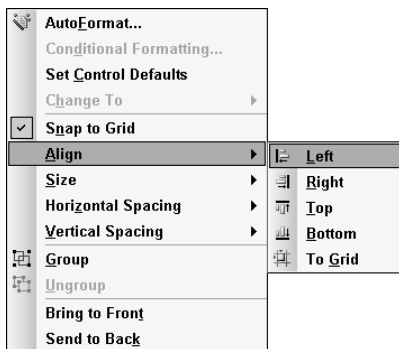 AutoFormat...
Conditional Formatting...
Set Control Defaults
Change To
Snap to Grid
Align
Size
Horizontal Spacing
Vertical Spacing
Group
Ungroup
Bring to Front
Send to Back
Left
Right
Top
Bottom
To Grid